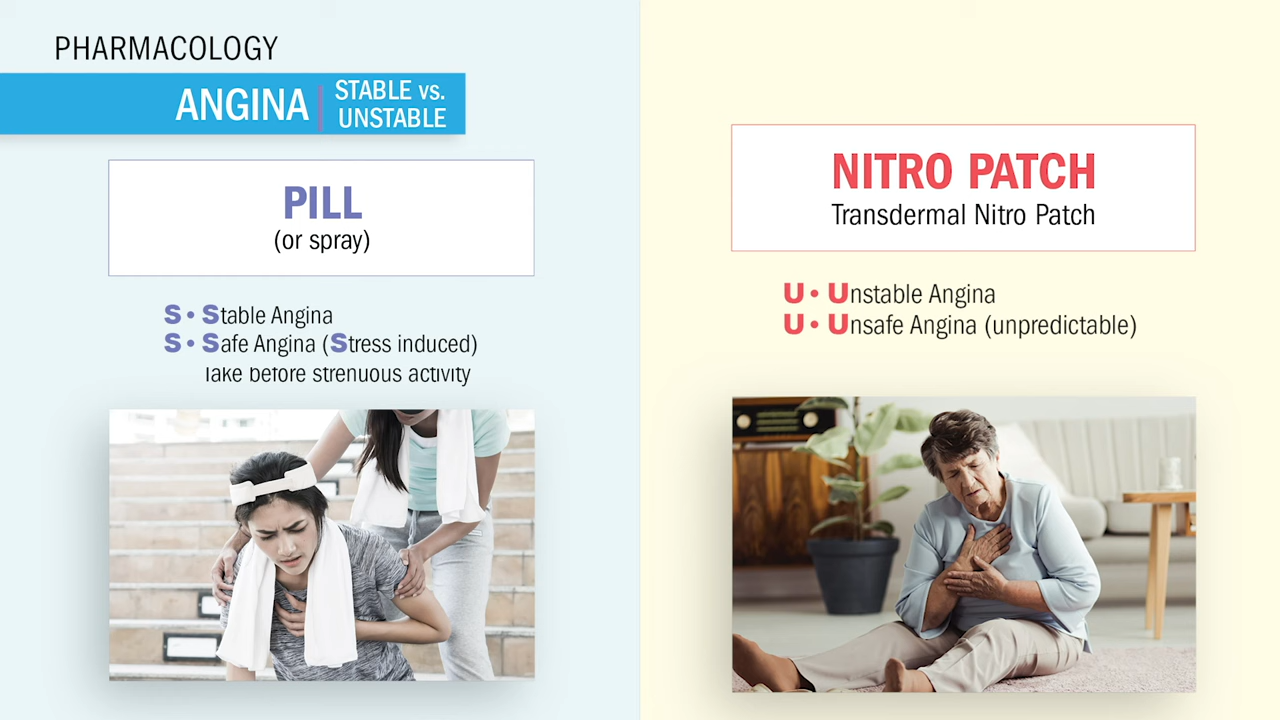 PHARMACOLOGY
ANGINA
STABLE vs.
UNSTABLE
PILL
(or spray)
S • Stable Angina
S • Safe Angina (Stress induced)
Take before strenuous activity
NITRO PATCH
Transdermal Nitro Patch
U • Unstable Angina
U • Unsafe Angina (unpredictable)